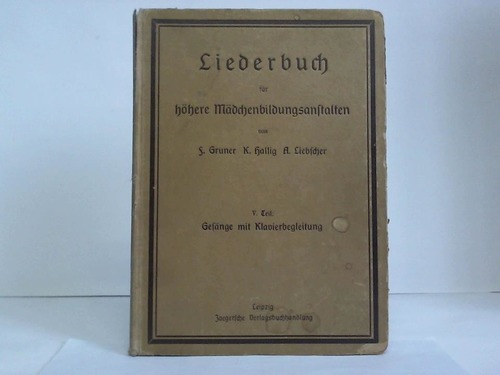 Liederbuch
für
höhere Mädchenbildungsanstalten
von
F. Gruner K. Hallig A. Liebscher
V. Teil:
Gesänge mit Klavierbegleitung
Leipzig
Jaegersche Verlagsbuchhandlung